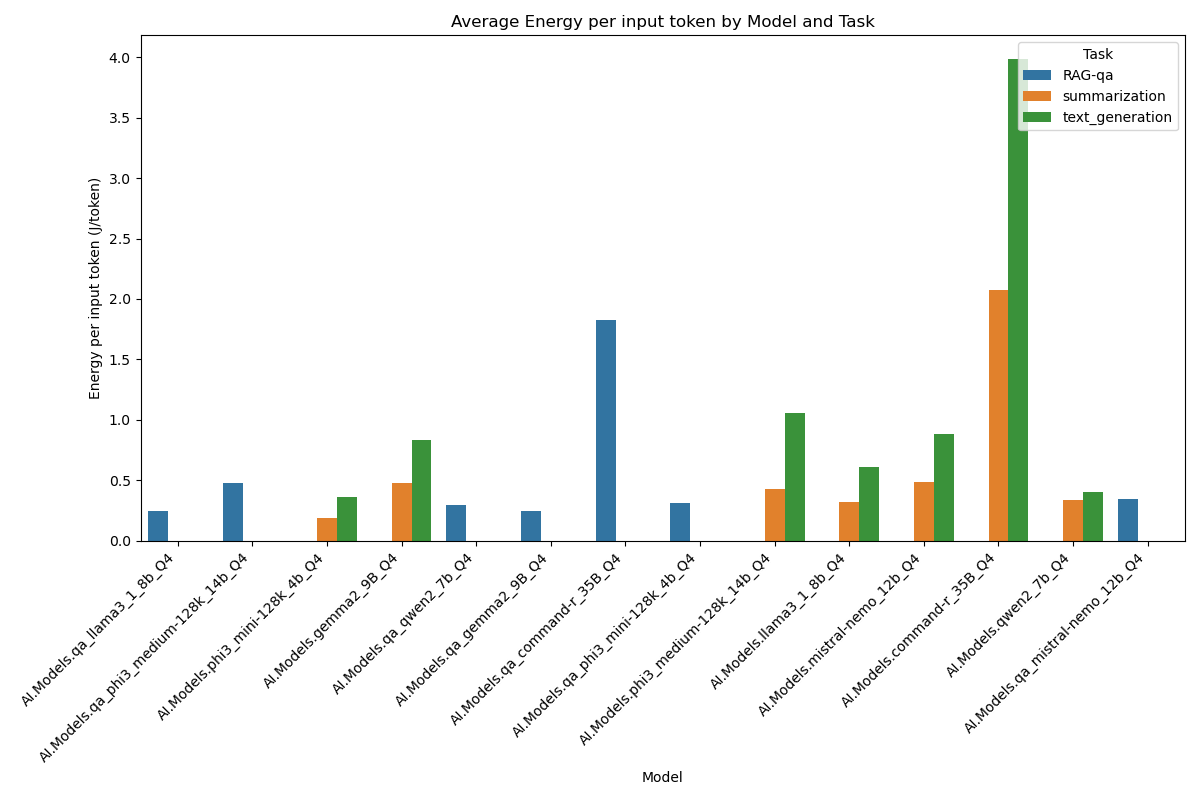 Average Energy per input token by Model and Task
Task
RAG-qa
summarization
text_generation
Energy per input token (J/token)
4.0
3.5
3.0
2.5
2.0
1.5
1.0
0.5
0.0
AI.Models.qa_llama3_1_8b_Q4
AI.Models.qa_phi3_medium-128k_14b_Q4
AI.Models.phi3_mini-128k_4b_Q4
AI.Models.gemma2_9B_Q4
AI.Models.qa_qwen2_7b_Q4
AI.Models.qa_gemma2_9B_Q4
AI.Models.qa_command-r_35B_Q4
AI.Models.qa_phi3_mini-128k_4b_Q4
AI.Models.phi3_medium-128k_14b_Q4
AI.Models.llama3_1_8b_Q4
AI.Models.mistral-nemo_12b_Q4
AI.Models.command-r_35B_Q4
AI.Models.qwen2_7b_Q4
AI.Models.qa_mistral-nemo_12b_Q4
Model